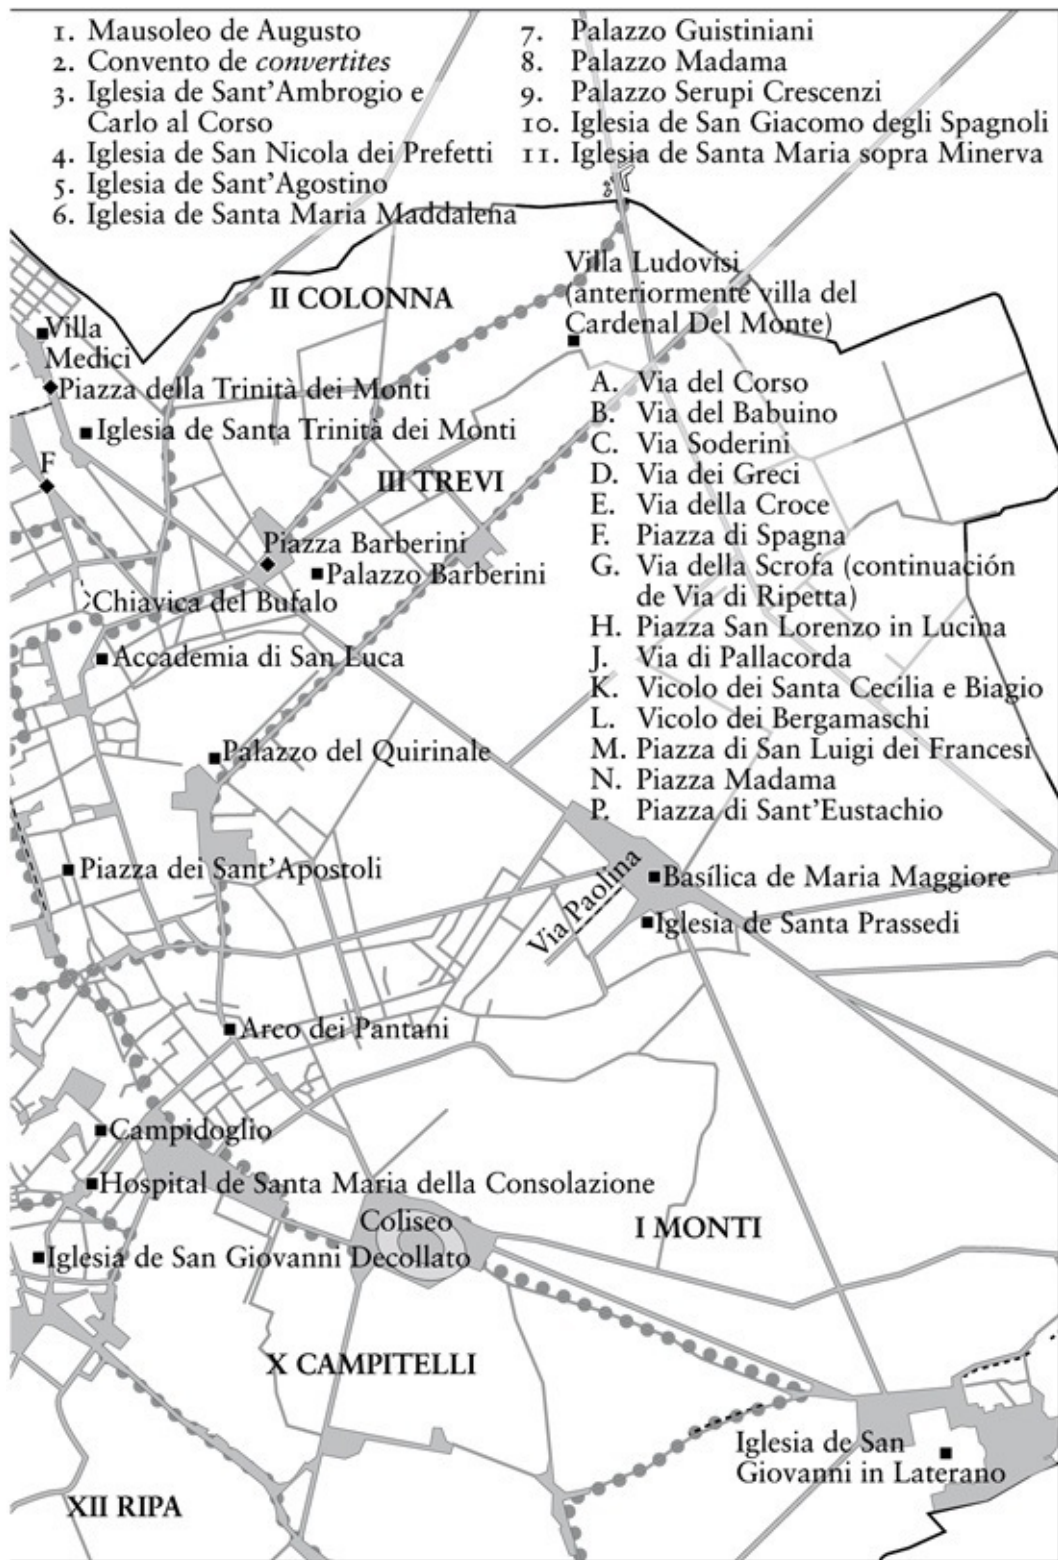 1. Mausoleo de Augusto
2. Convento de convertites
3. Iglesia de Sant'Ambrogio e
Carlo al Corso
4. Iglesia de San Nicola dei Prefetti
5. Iglesia de Sant'Agostino
6. Iglesia de Santa Maria Maddalena
7. Palazzo Guistiniani
8. Palazzo Madama
9. Palazzo Serupi Crescenzi
10. Iglesia de San Giacomo degli Spagnoli
11. Iglesia de Santa Maria sopra Minerva
Villa Ludovisi
(anteriormente villa del
Cardenal Del Monte)
II COLONNA
Villa
Medici
Piazza della Trinità dei Monti
Iglesia de Santa Trinità dei Monti
F
III TREVI
Piazza Barberini
Palazzo Barberini
Chiavica del Bufalo
Accademia di San Luca
A. Via del Corso
B. Via del Babuino
C. Via Soderini
D. Via dei Greci
E. Via della Croce
F. Piazza di Spagna
G. Via della Scrofa (continuación
de Via di Ripetta)
H. Piazza San Lorenzo in Lucina
J. Via di Pallacorda
K. Vicolo dei Santa Cecilia e Biagio
L. Vicolo dei Bergamaschi
M. Piazza di San Luigi dei Francesi
N. Piazza Madama
P. Piazza di Sant'Eustachio
Palazzo del Quirinale
Piazza dei Sant'Apostoli
Via Paolina
Basílica de Maria Maggiore
Iglesia de Santa Prassedi
Arco dei Pantani
Campidoglio
Hospital de Santa Maria della Consolazione
Coliseo
I MONTI
Iglesia de San Giovanni Decollato
X CAMPITELLI
Iglesia de San
Giovanni in Laterano
XII RIPA